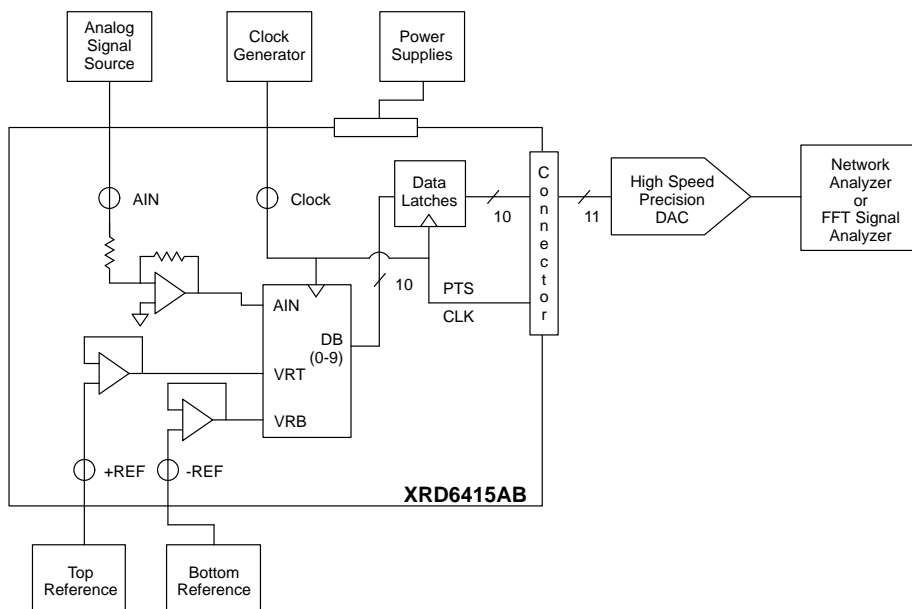 Analog
Signal
Source
Clock
Generator
Power
Supplies
AIN
Clock
Data
Latches
10
Connector
11
High Speed
Precision
DAC
Network
Analyzer
or
FFT Signal
Analyzer
10
PTS
CLK
AIN
DB
(0-9)
VRT
VRB
+REF
-REF
XRD6415AB
Top
Reference
Bottom
Reference